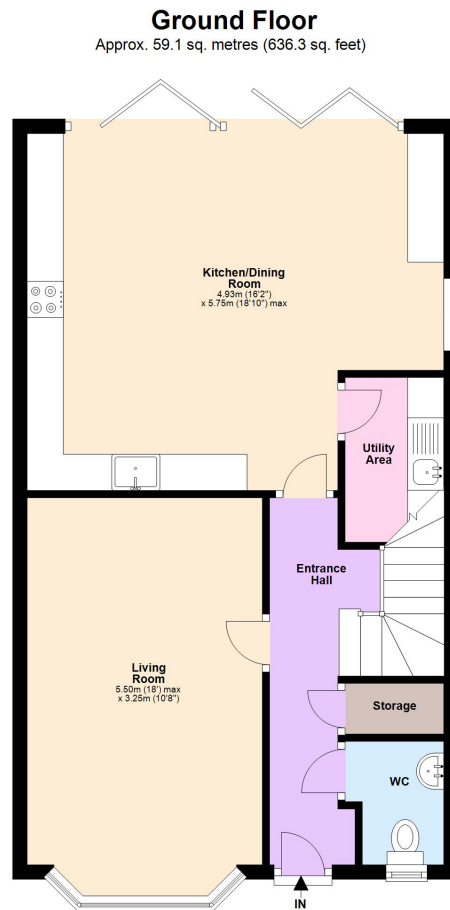 Ground Floor
Approx. 59.1 sq. metres (636.3 sq. feet)
Kitchen/Dining
Room
4.93m (16'2")
x 5.75m (18'10") max
Utility
Area
Entrance
Hall
Living
Room
5.50m (18') max
x 3.25m (10'8")
Storage
WC
IN